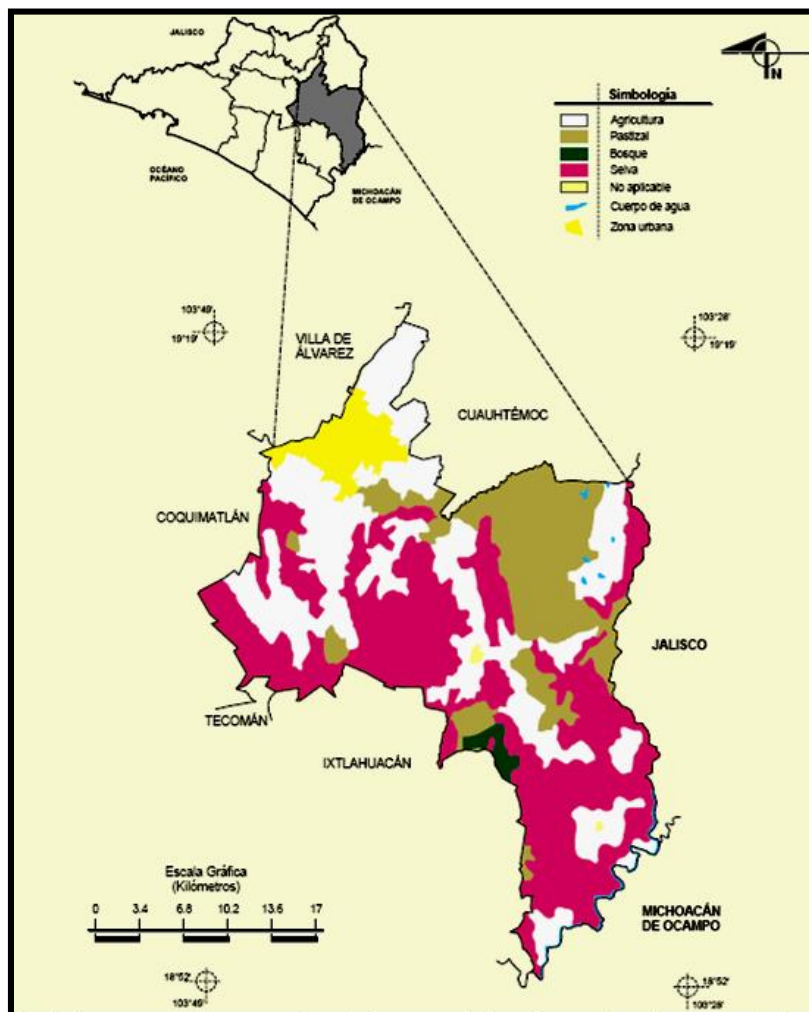 JALISCO
OCÉANO
PACÍFICO
MICHOACÁN
DE OCAMPO
N
Simbología
Agricultura
Pastizal
Bosque
Selva
No aplicable
Cuerpo de agua
Zona urbana
103°49'
19°19'
103°28'
19°19'
VILLA DE
ÁLVAREZ
CUAUHTÉMOC
COQUIMATLÁN
JALISCO
TECOMÁN
IXTLAHUACÁN
Escala Gráfica
(Kilómetros)
0 3.4 6.8 10.2 13.6 17
MICHOACÁN
DE OCAMPO
18°52'
103°49'
18°52'
103°28'